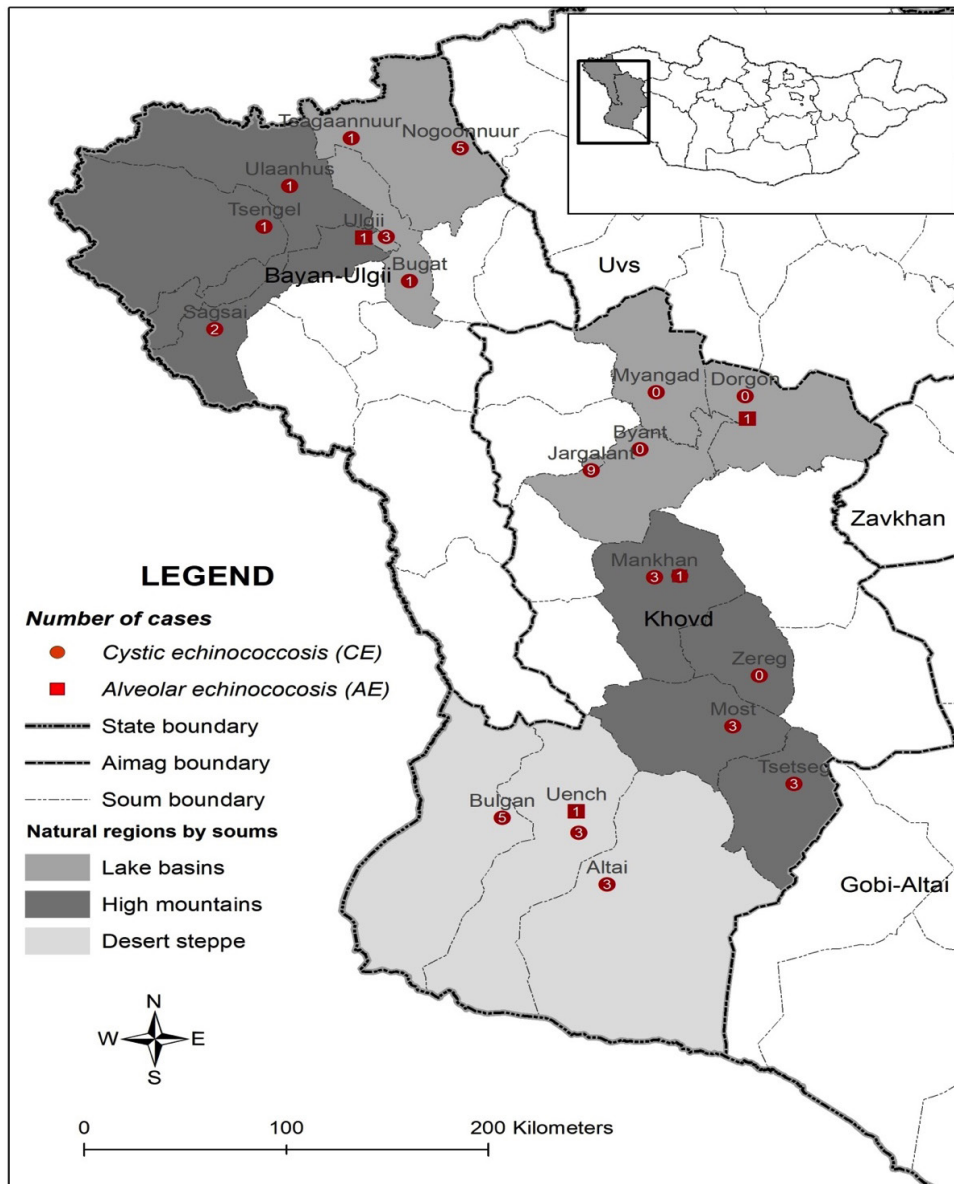 Tsagaannuur
1
Nogoonnuur
5
Ulaanhus
1
Tsengel
1
Ulgii
1 3
Bayan-Ulgii
Bugat
1
Sagsai
2
Uvs
Myangad
0
Dorgon
0
1
Byant
0
Jargalant
9
Zavkhan
Mankhan
3 1
Khovd
Zereg
0
Most
3
Tsetseg
3
Bulgan
5
Uench
1
3
Altai
3
Gobi-Altai
LEGEND
Number of cases
Cystic echinococcosis (CE)
Alveolar echinococosis (AE)
State boundary
Aimag boundary
Soum boundary
Natural regions by soums
Lake basins
High mountains
Desert steppe
N
W E
S
0 100 200 Kilometers